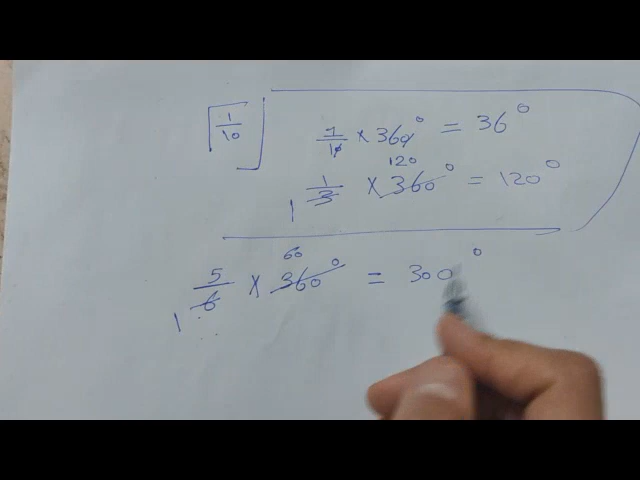 1/10
1/10 × 360° = 36°
120
1 1/3 × 360° = 120°
60
5/6 × 360° = 300°
1